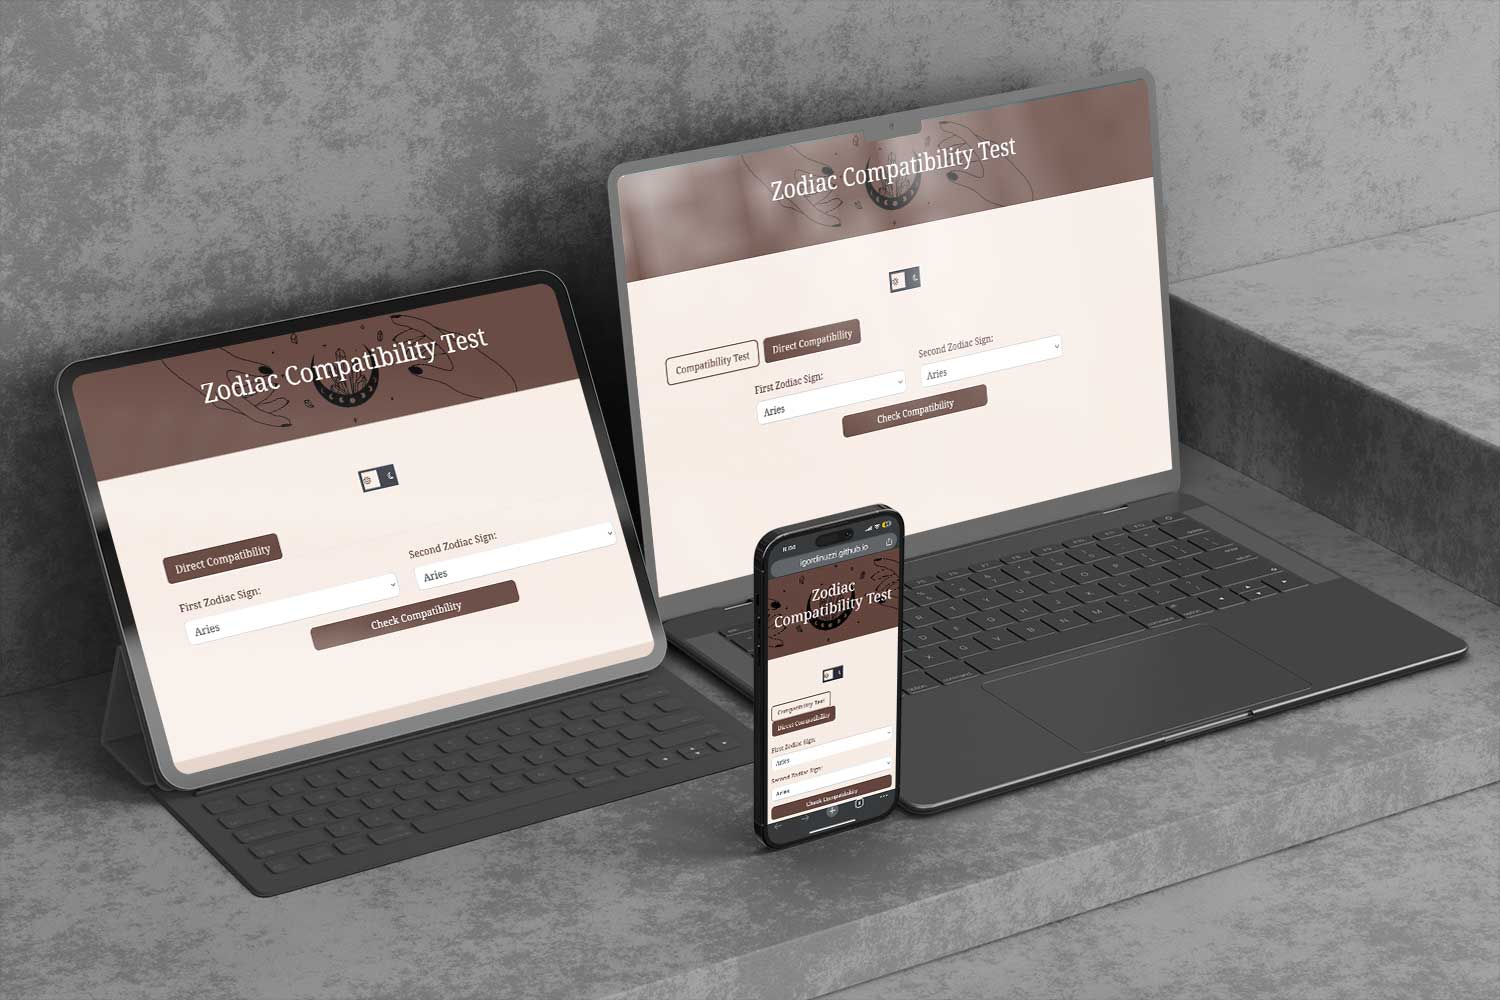 Zodiac Compatibility Test
Direct Compatibility
First Zodiac Sign:
Aries
Second Zodiac Sign:
Aries
Check Compatibility
Zodiac Compatibility Test
Compatibility Test
Direct Compatibility
First Zodiac Sign:
Aries
Second Zodiac Sign:
Aries
Check Compatibility
igordinuzzi.github.io
Zodiac
Compatibility Test
Compatibility Test
Direct Compatibility
First Zodiac Sign:
Aries
Second Zodiac Sign:
Aries
Check Compatibility